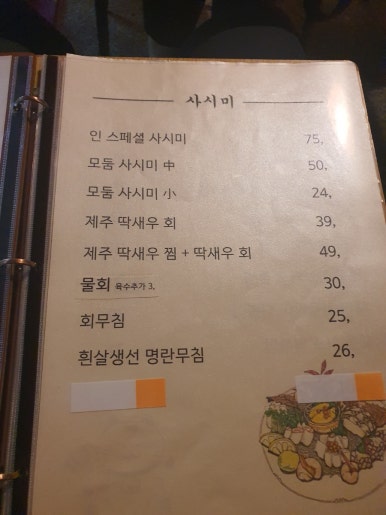 사시미
인 스페셜 사시미 75,
모둠 사시미 中 50,
모둠 사시미 小 24,
제주 딱새우 회 39,
제주 딱새우 찜 + 딱새우 회 49,
물회 육수추가 3, 30,
회무침 25,
흰살생선 명란무침 26,